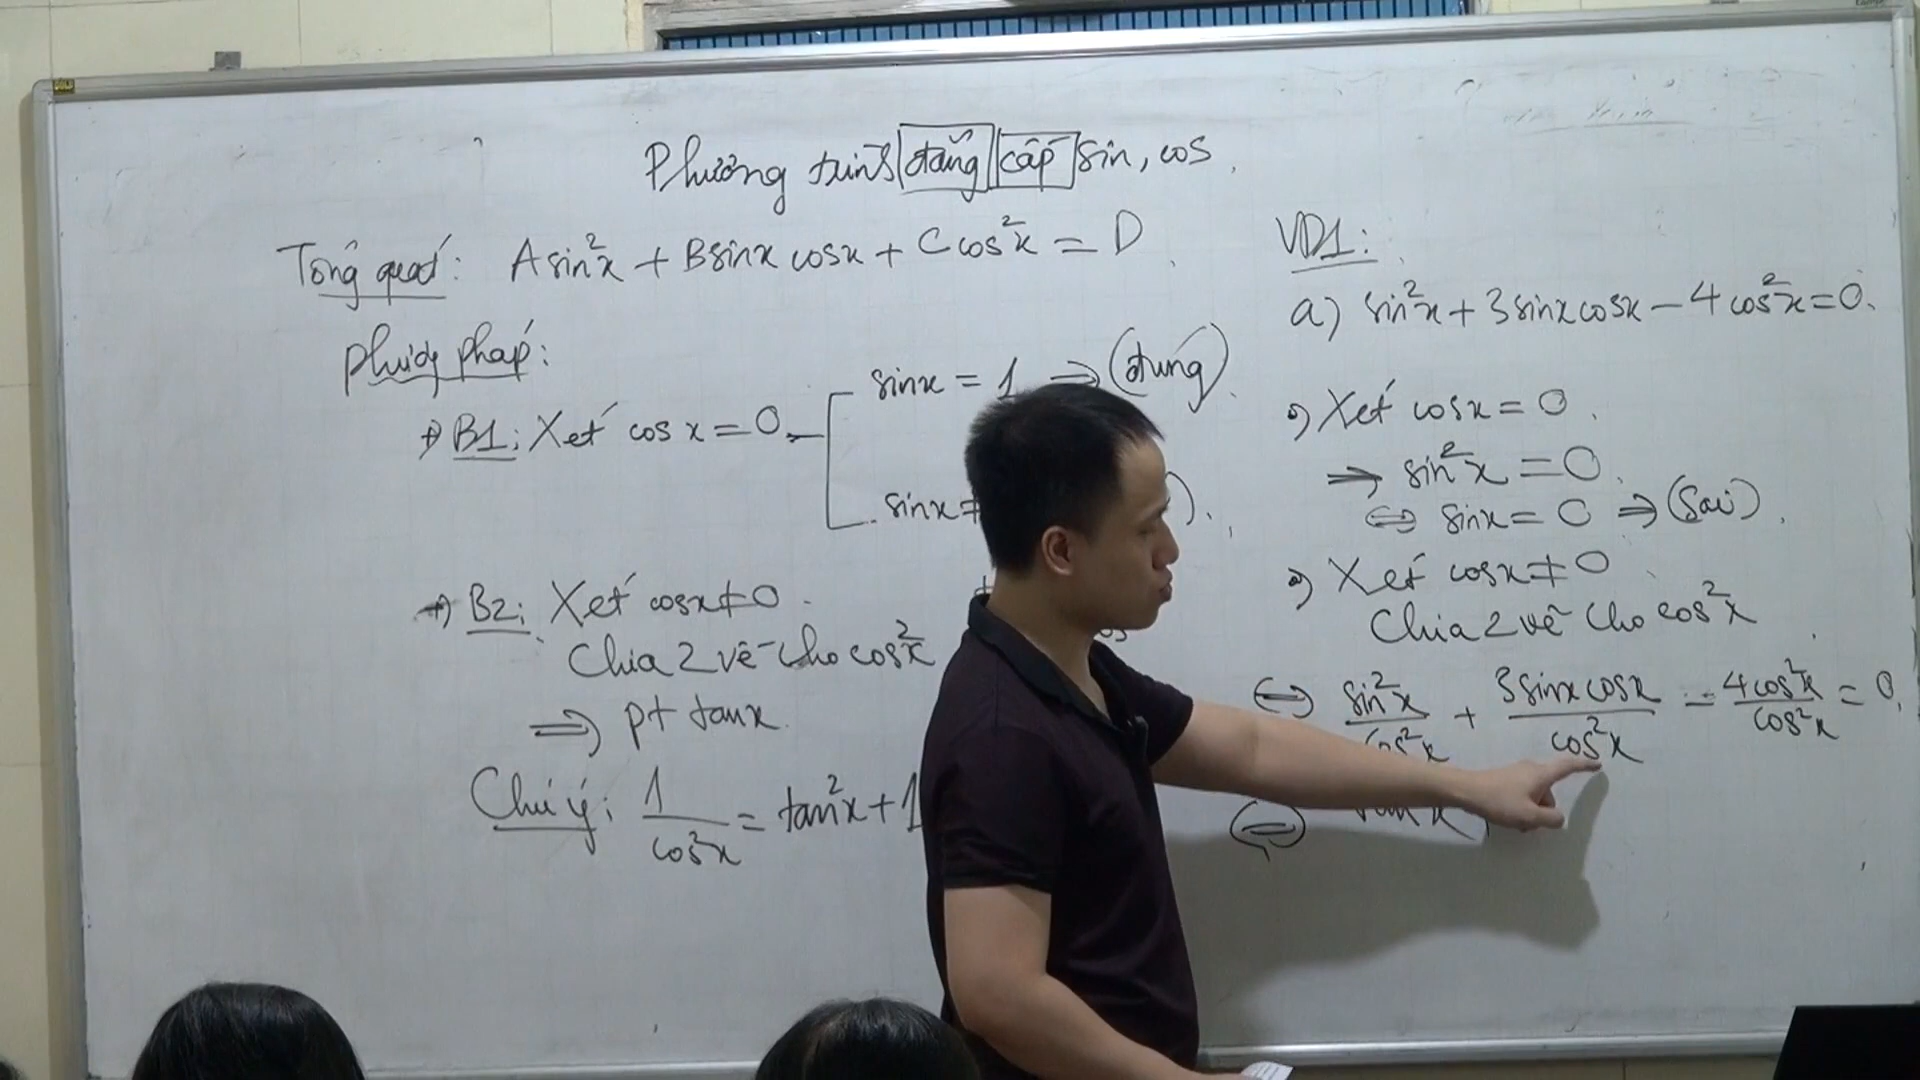 Phương trình đẳng cấp sin, cos.
Tổng quát: A sin²x + B sinx cosx + C cos²x = D.
phương pháp:
+) B1: Xét cos x = 0
sinx = 1 ⇒ (đúng).
sinx ≠
+) B2: Xét cosx ≠ 0.
Chia 2 vế cho cos²x
⇒ pt tanx.
Chú ý: 1/cos²x = tan²x + 1
VD1:
a) sin²x + 3 sinx cosx − 4 cos²x = 0.
+) Xét cosx = 0.
⇒ sin²x = 0.
⇔ sinx = 0 ⇒ (Sai).
+) Xét cosx ≠ 0
Chia 2 vế cho cos²x
⇔ sin²x/cos²x + 3 sinx cosx/cos²x − 4cos²x/cos²x = 0.
⇔ tan²x